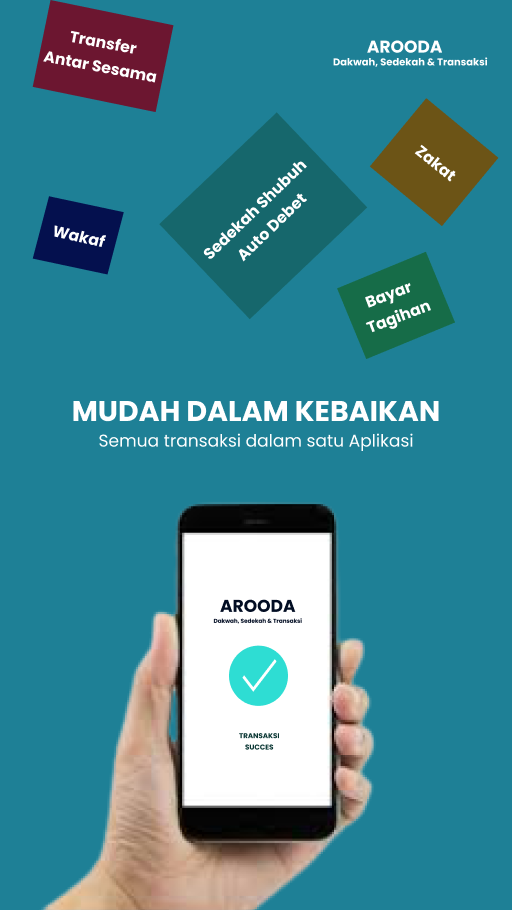 Transfer
Antar Sesama
AROODA
Dakwah, Sedekah & Transaksi
Zakat
Sedekah Shubuh
Auto Debet
Wakaf
Bayar
Tagihan
MUDAH DALAM KEBAIKAN
Semua transaksi dalam satu Aplikasi
AROODA
Dakwah, Sedekah & Transaksi
TRANSAKSI
SUCCES